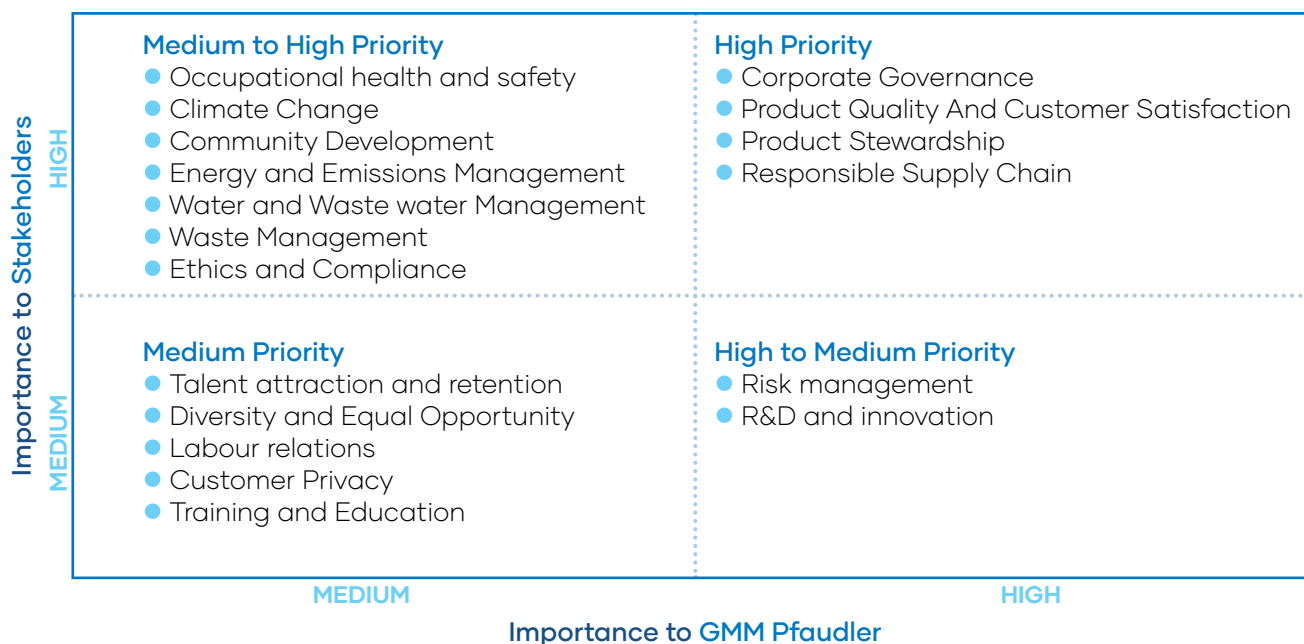 Importance to Stakeholders
HIGH
MEDIUM
Medium to High Priority
Occupational health and safety
Climate Change
Community Development
Energy and Emissions Management
Water and Waste water Management
Waste Management
Ethics and Compliance
High Priority
Corporate Governance
Product Quality And Customer Satisfaction
Product Stewardship
Responsible Supply Chain
Medium Priority
Talent attraction and retention
Diversity and Equal Opportunity
Labour relations
Customer Privacy
Training and Education
High to Medium Priority
Risk management
R&D and innovation
MEDIUM
HIGH
Importance to GMM Pfaudler